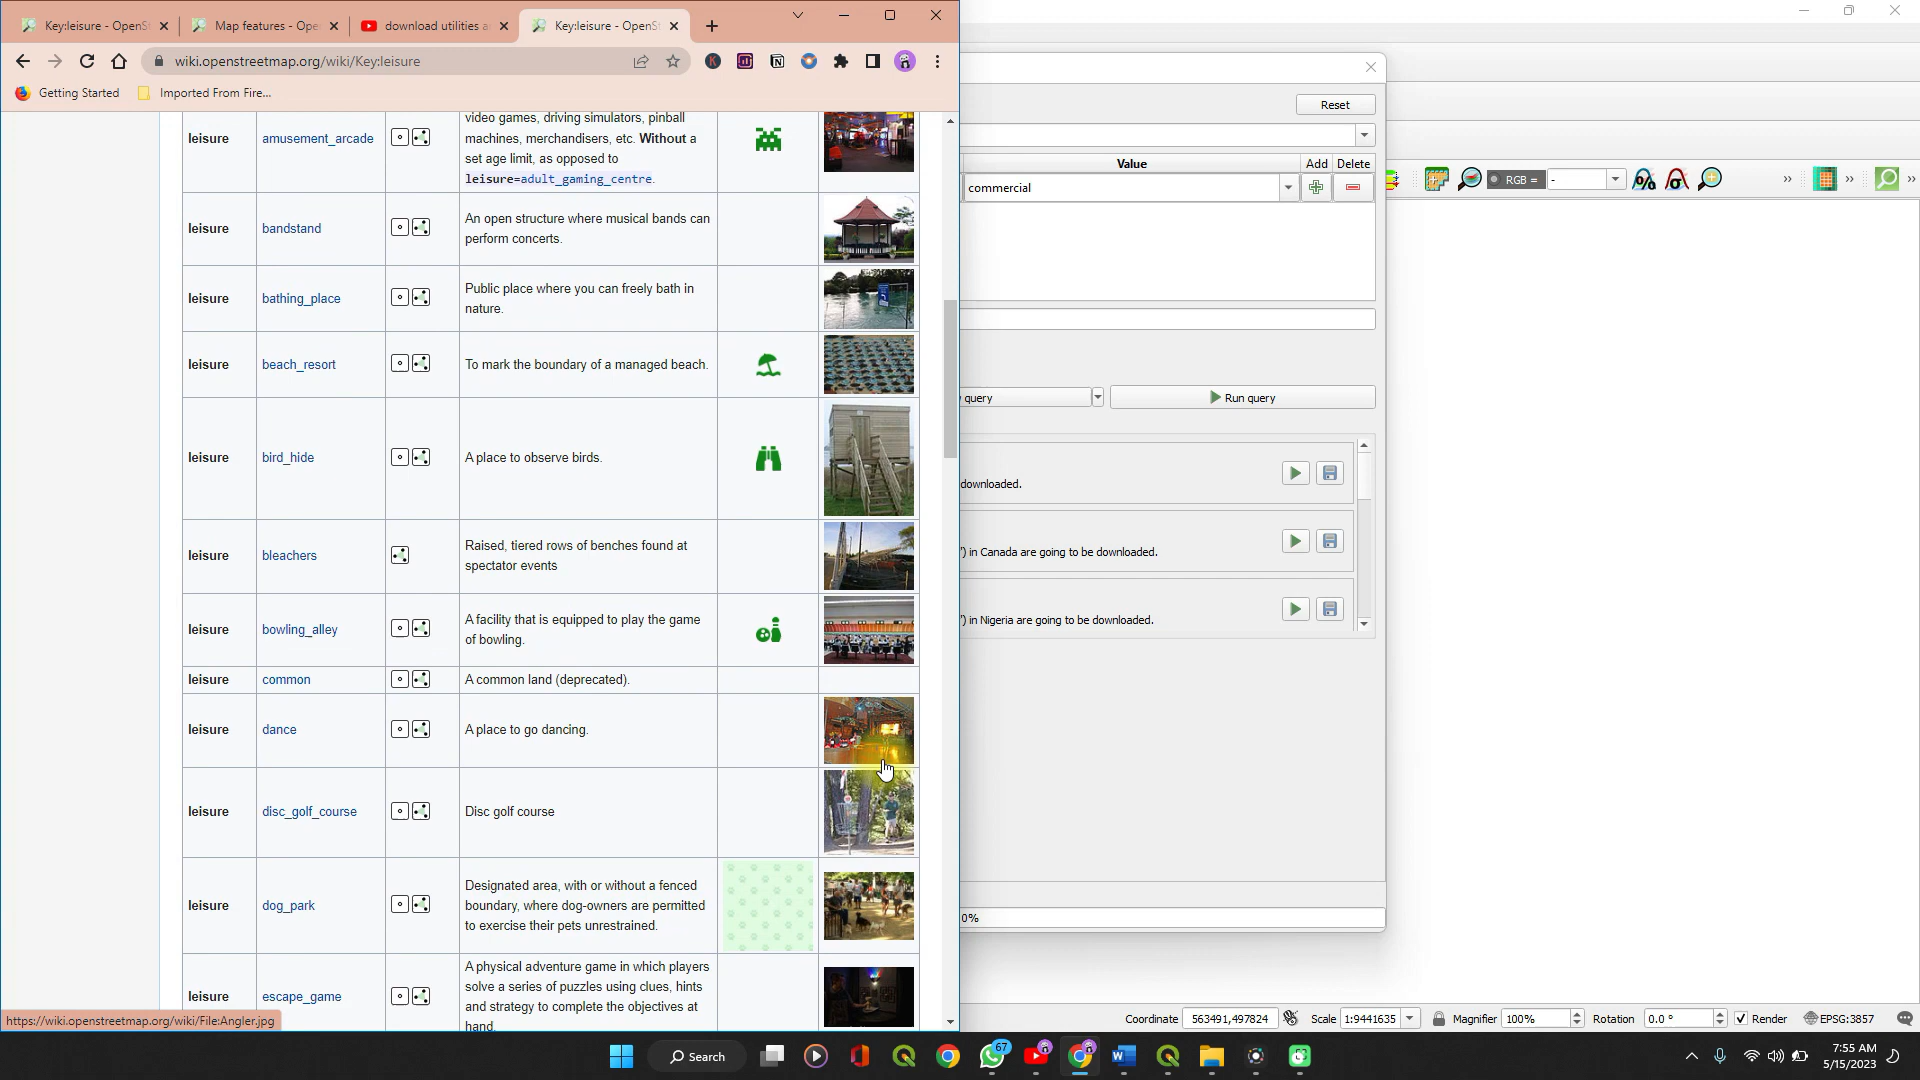 Key:leisure - OpenSt
Map features - Ope
download utilities a
Key:leisure - OpenSt
wiki.openstreetmap.org/wiki/Key:leisure
Getting Started
Imported From Fire...
leisure amusement_arcade
video games, driving simulators, pinball
machines, merchandisers, etc. Without a
set age limit, as opposed to
leisure=adult_gaming_centre.
leisure bandstand
An open structure where musical bands can
perform concerts.
leisure bathing_place
Public place where you can freely bath in
nature.
leisure beach_resort To mark the boundary of a managed beach.
leisure bird_hide A place to observe birds.
leisure bleachers
Raised, tiered rows of benches found at
spectator events
leisure bowling_alley
A facility that is equipped to play the game
of bowling.
leisure common A common land (deprecated).
leisure dance A place to go dancing.
leisure disc_golf_course Disc golf course
leisure dog_park
Designated area, with or without a fenced
boundary, where dog-owners are permitted
to exercise their pets unrestrained.
leisure escape_game
A physical adventure game in which players
solve a series of puzzles using clues, hints
and strategy to complete the objectives at
hand.
https://wiki.openstreetmap.org/wiki/File:Angler.jpg
Reset
Value Add Delete
commercial
query
Run query
downloaded.
') in Canada are going to be downloaded.
') in Nigeria are going to be downloaded.
0%
RGB = -
Coordinate 563491,497824 Scale 1:9441635 Magnifier 100% Rotation 0.0 ° Render EPSG:3857
Search
67
7:55 AM
5/15/2023